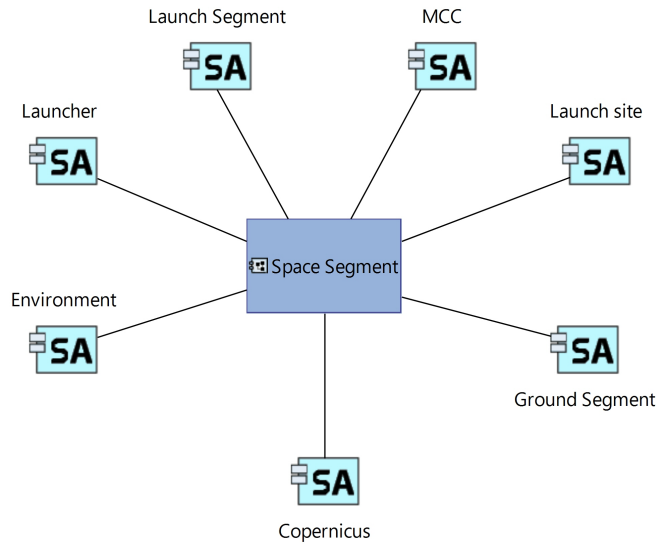 Launch Segment
MCC
SA
SA
Launcher
Launch site
SA
SA
Space Segment
Environment
SA
SA
Ground Segment
SA
Copernicus